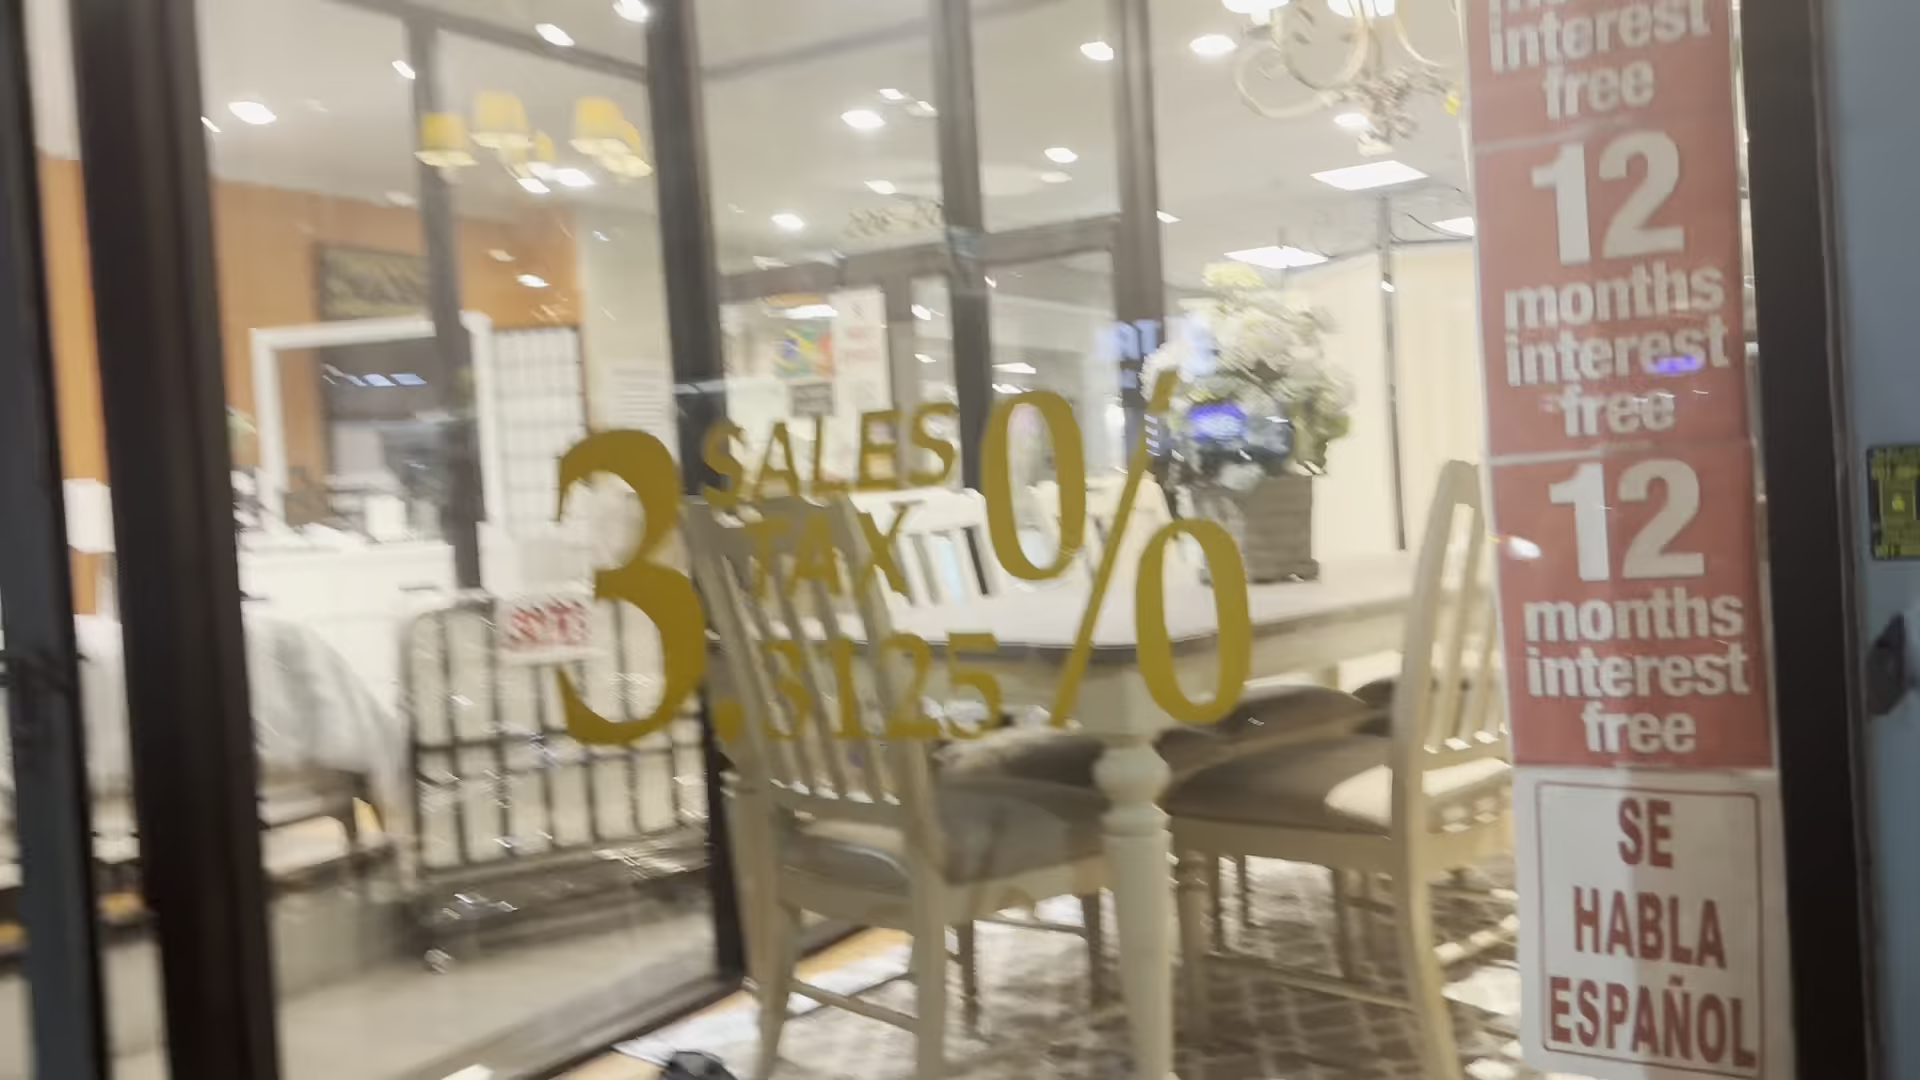 3.3125%
SALES
TAX
interest
free
12
months
interest
free
12
months
interest
free
SE
HABLA
ESPAÑOL